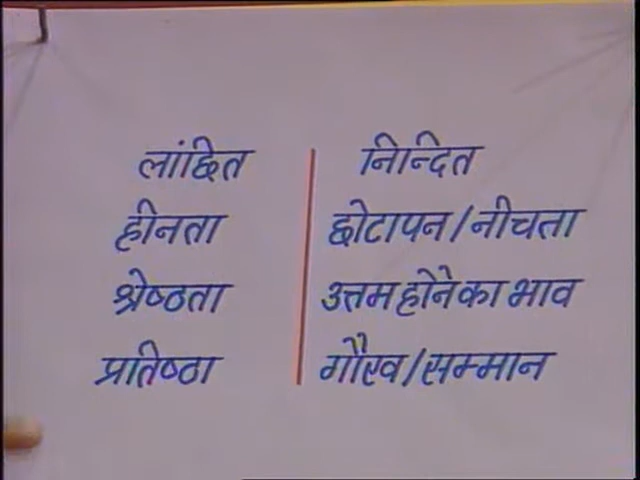 लांछित निन्दित
हीनता छोटापन/नीचता
श्रेष्ठता उत्तम होने का भाव
प्रतिष्ठा गौरव/सम्मान